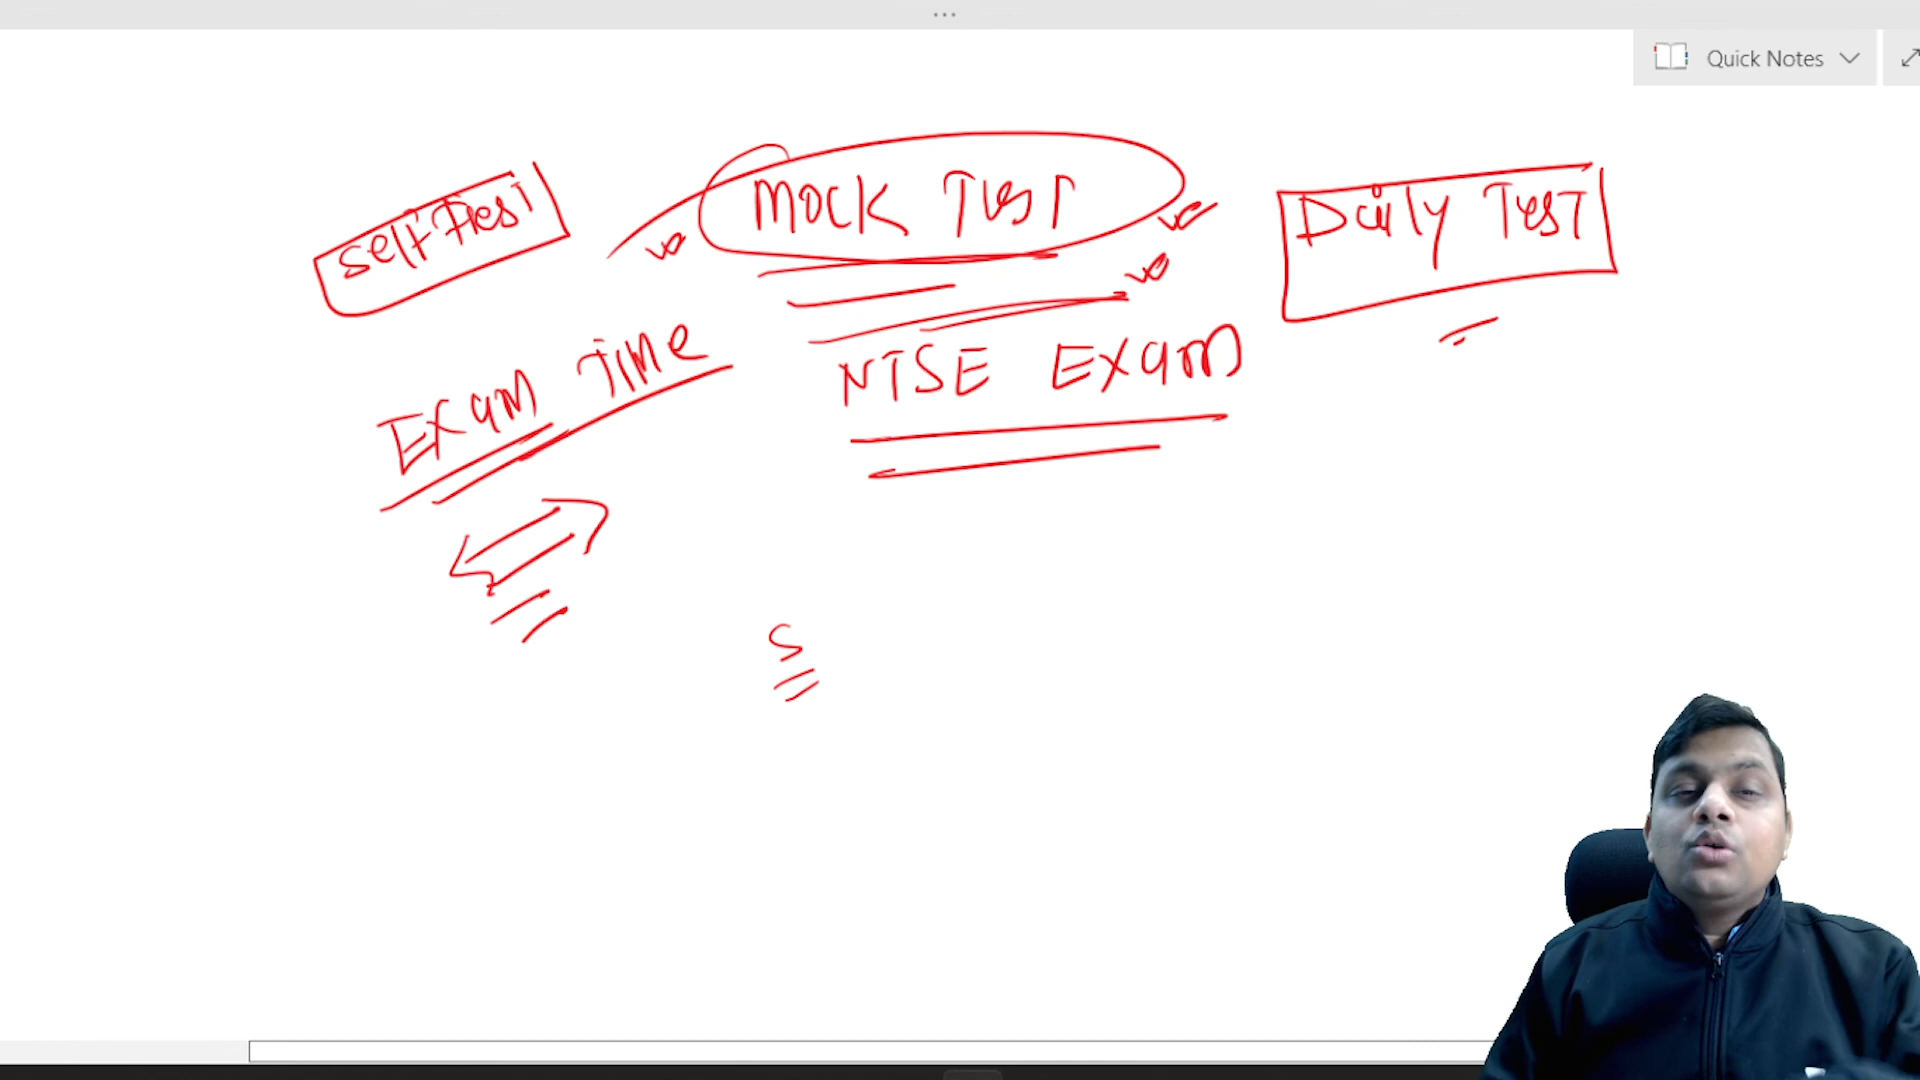 Quick Notes
Self Test
MOCK TEST
Daily Test
EXAM TIME
NTSE EXAM
S